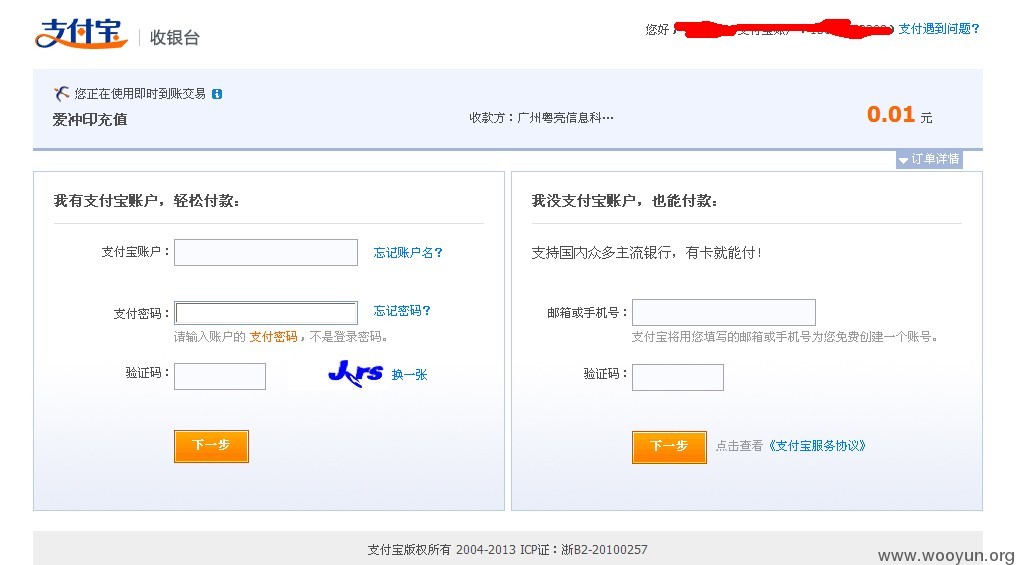 支付宝 收银台
您好 支付遇到问题?
您正在使用即时到账交易
爱冲印充值
收款方：广州粤亮信息科…
0.01 元
订单详情
我有支付宝账户，轻松付款：
支付宝账户：
忘记账户名?
支付密码：
忘记密码?
请输入账户的 支付密码，不是登录密码。
验证码：
换一张
下一步
我没支付宝账户，也能付款：
支持国内众多主流银行，有卡就能付！
邮箱或手机号：
支付宝将用您填写的邮箱或手机号为您免费创建一个账号。
验证码：
下一步
点击查看《支付宝服务协议》
支付宝版权所有 2004-2013 ICP证：浙B2-20100257
www.wooyun.org